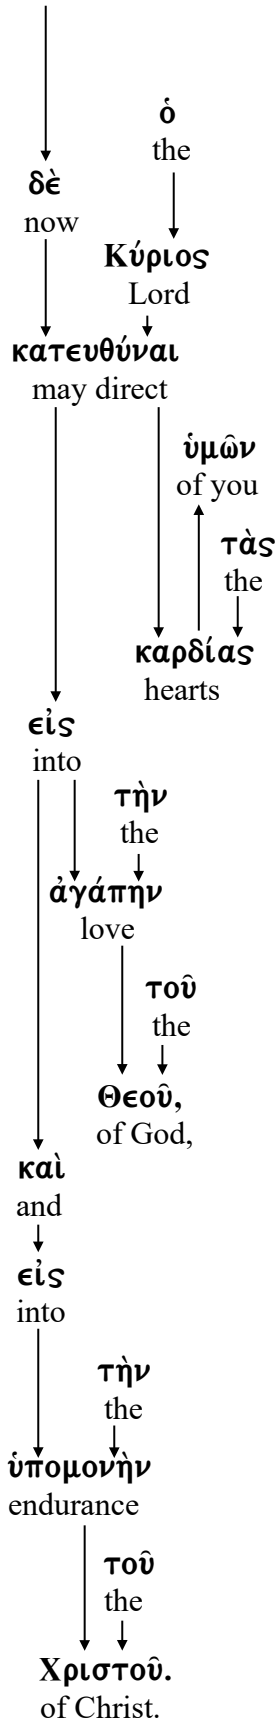 ὁ
the
δὲ
now
Κύριος
Lord
κατευθύναι
may direct
ὑμῶν
of you
τὰς
the
καρδίας
hearts
εἰς
into
τὴν
the
ἀγάπην
love
τοῦ
the
Θεοῦ,
of God,
καὶ
and
εἰς
into
τὴν
the
ὑπομονὴν
endurance
τοῦ
the
Χριστοῦ.
of Christ.